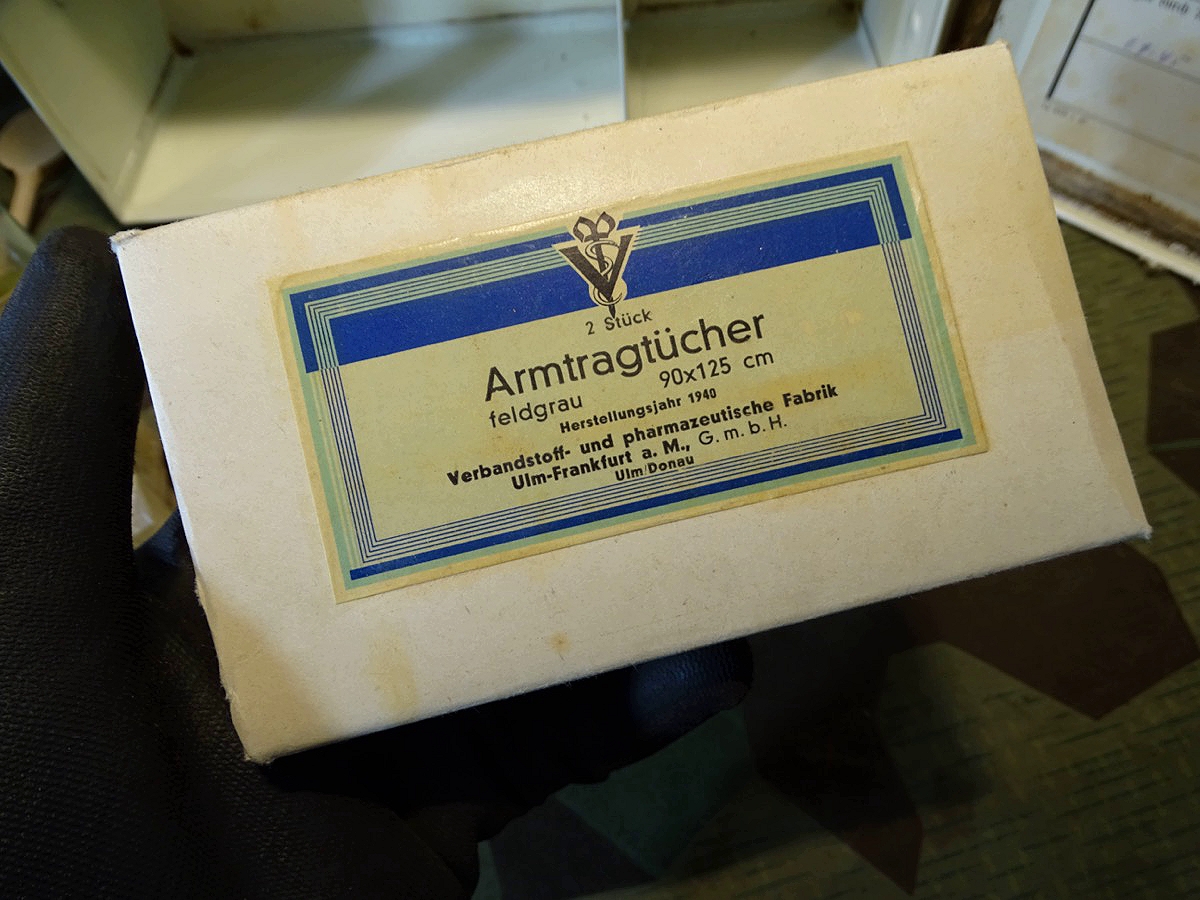 2 Stück
Armtragtücher
feldgrau 90x125 cm
Herstellungsjahr 1940
Verbandstoff- und pharmazeutische Fabrik
Ulm-Frankfurt a. M., G. m. b. H.
Ulm/Donau